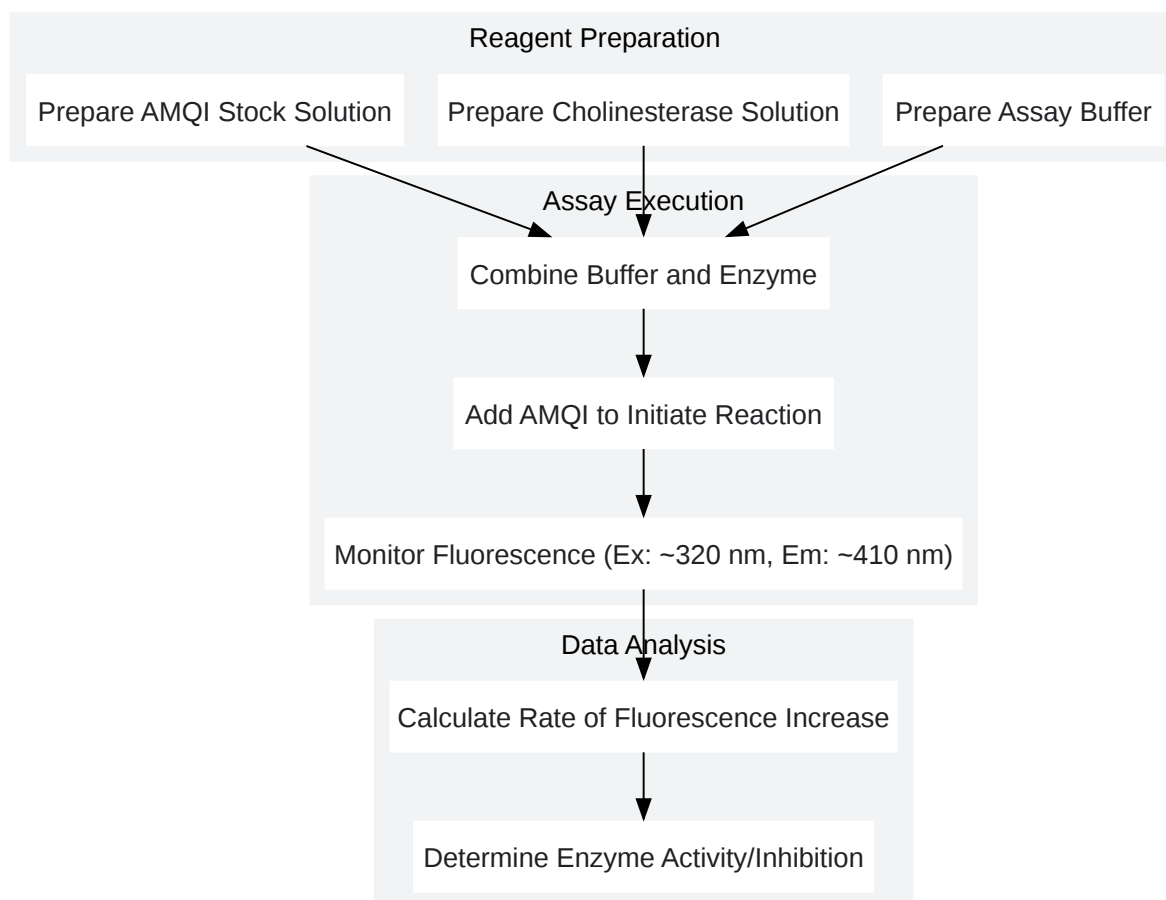 Reagent Preparation
Prepare AMQI Stock Solution
Prepare Cholinesterase Solution
Prepare Assay Buffer
Assay Execution
Combine Buffer and Enzyme
Add AMQI to Initiate Reaction
Monitor Fluorescence (Ex: ~320 nm, Em: ~410 nm)
Data Analysis
Calculate Rate of Fluorescence Increase
Determine Enzyme Activity/Inhibition